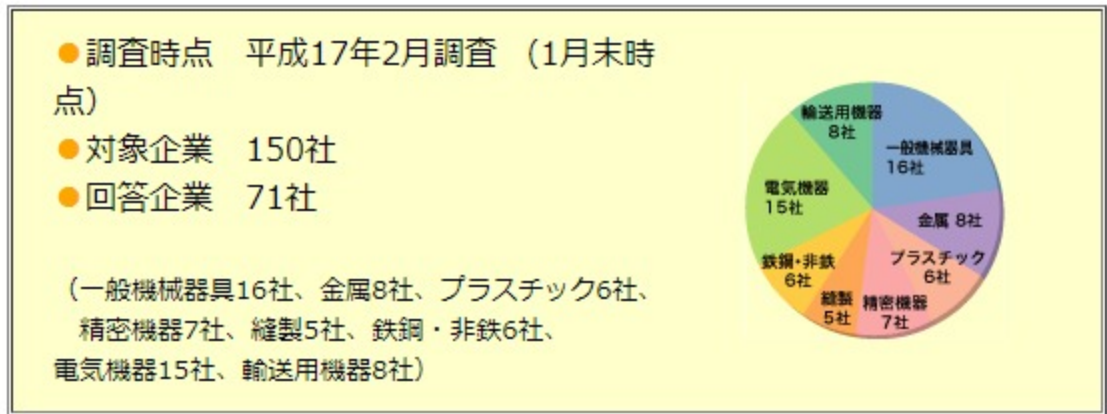 ●調査時点 平成17年2月調査 (1月末時
点)
●対象企業 150社
●回答企業 71社
(一般機械器具16社、金属8社、プラスチック6社、
精密機器7社、縫製5社、鉄鋼・非鉄6社、
電気機器15社、輸送用機器8社)
輸送用機器
8社
一般機械器具
16社
電気機器
15社
金属 8社
プラスチック
6社
鉄鋼・非鉄
6社
縫製
5社
精密機器
7社